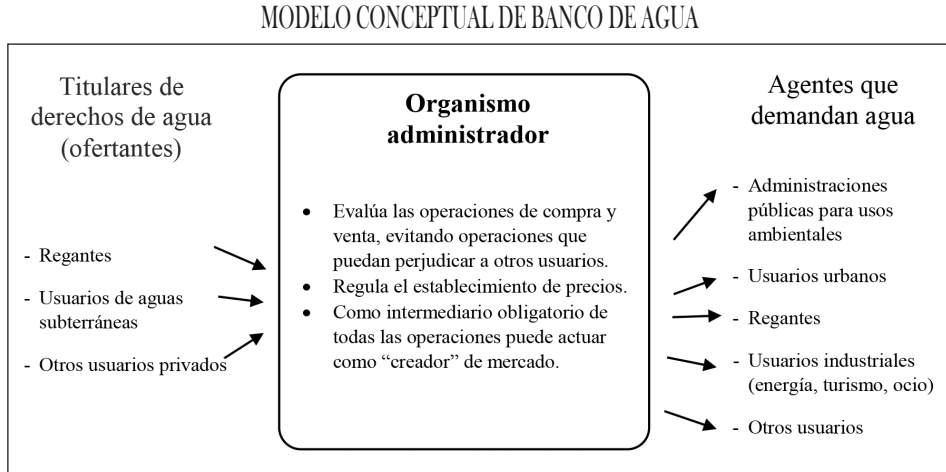 MODELO CONCEPTUAL DE BANCO DE AGUA
Titulares de
derechos de agua
(ofertantes)
- Regantes
- Usuarios de aguas
subterráneas
- Otros usuarios privados
Organismo
administrador
• Evalúa las operaciones de compra y
venta, evitando operaciones que
puedan perjudicar a otros usuarios.
• Regula el establecimiento de precios.
• Como intermediario obligatorio de
todas las operaciones puede actuar
como “creador” de mercado.
Agentes que
demandan agua
- Administraciones
públicas para usos
ambientales
- Usuarios urbanos
- Regantes
- Usuarios industriales
(energía, turismo, ocio)
- Otros usuarios